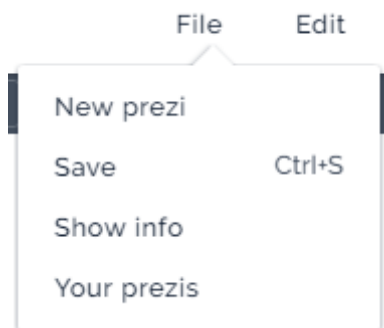 File Edit
New prezi
Save Ctrl+S
Show info
Your prezis